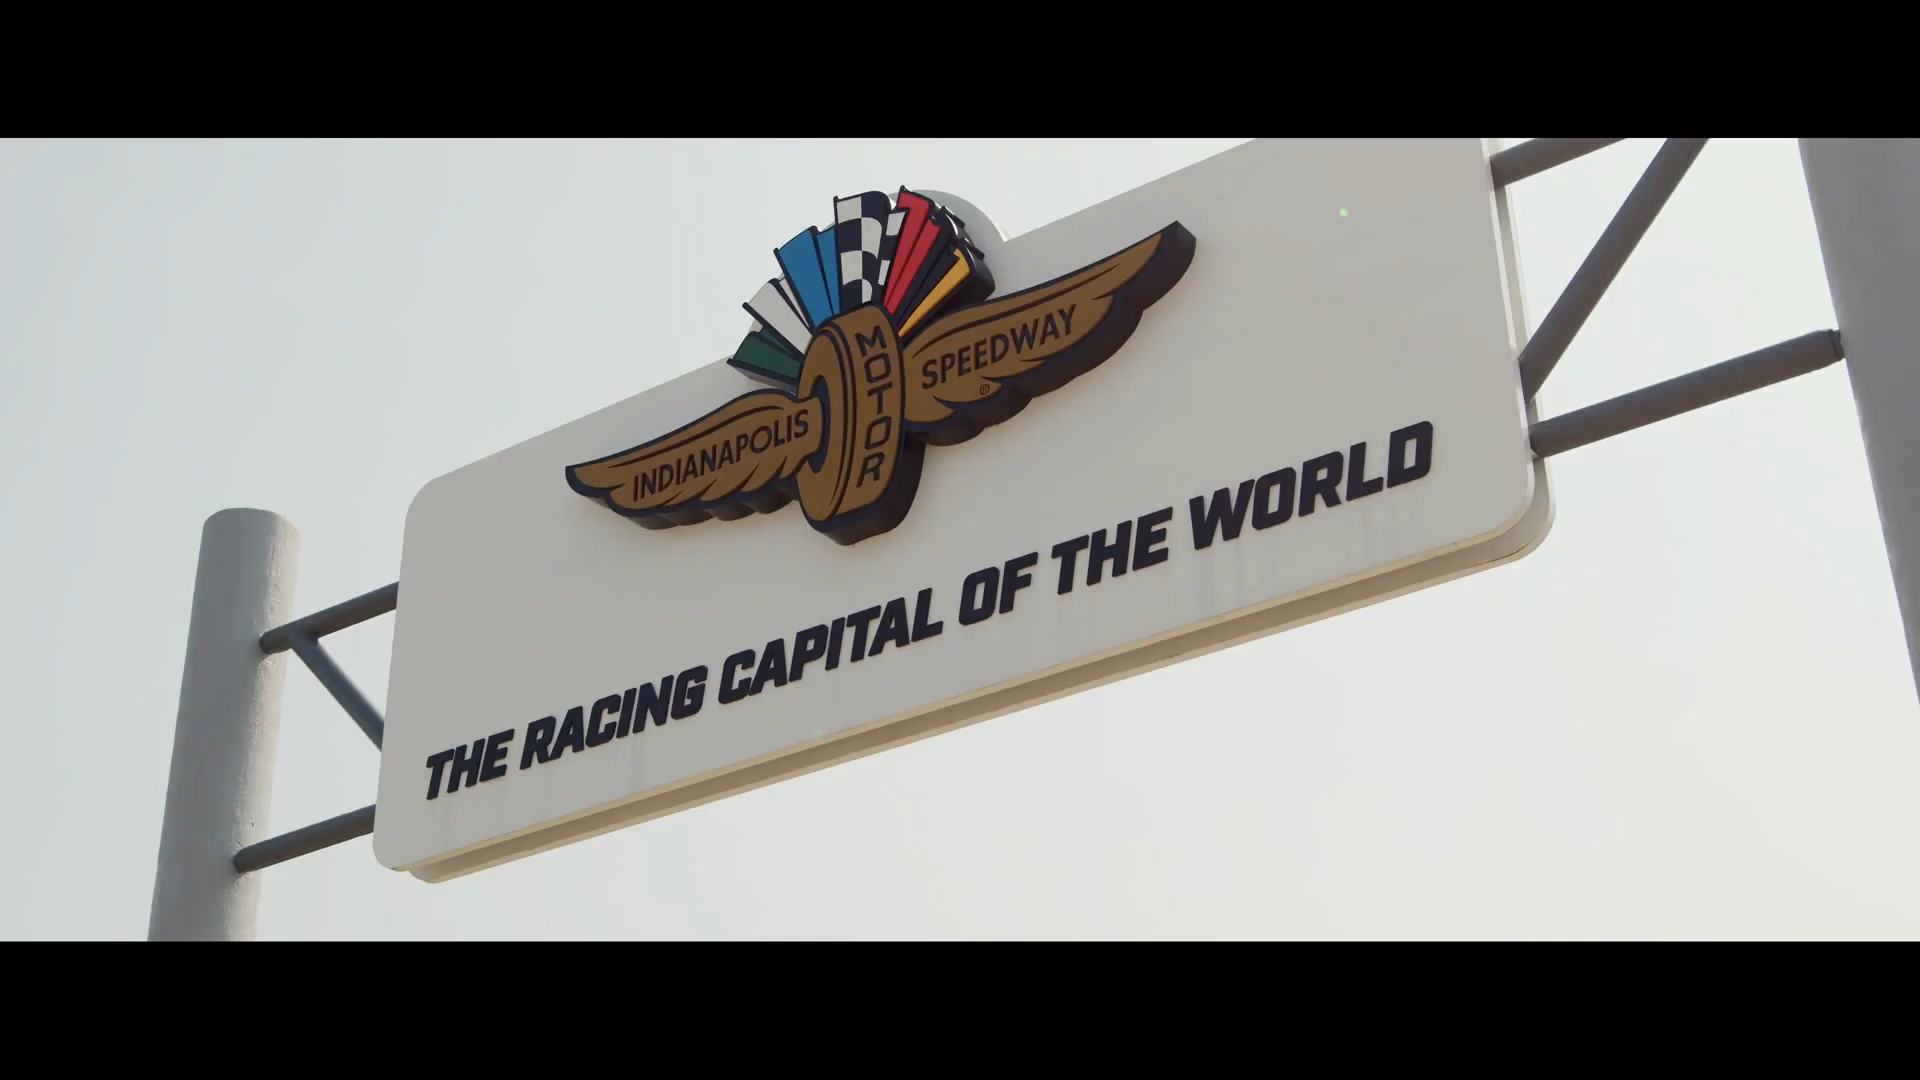 INDIANAPOLIS
MOTOR
SPEEDWAY
®
THE RACING CAPITAL OF THE WORLD